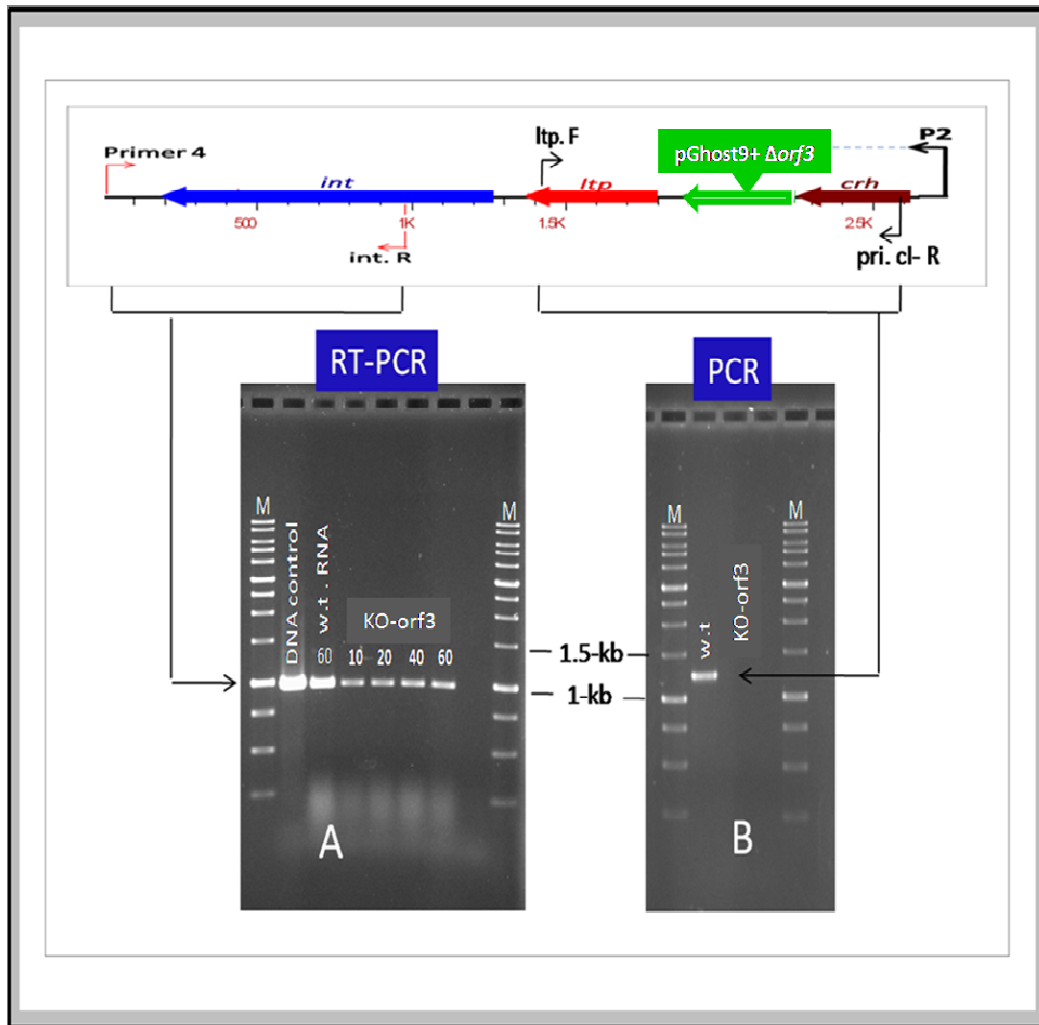 ltp. F
pGhost9+ Δorf3
P2
Primer 4
int
ltp
crh
500
1K
1.5K
2.5K
int. R
pri. cl- R
RT-PCR
PCR
M
DNA control
w.t . RNA
M
M
w.t
KO-orf3
M
KO-orf3
60 10 20 40 60
1.5-kb
1-kb
A
B